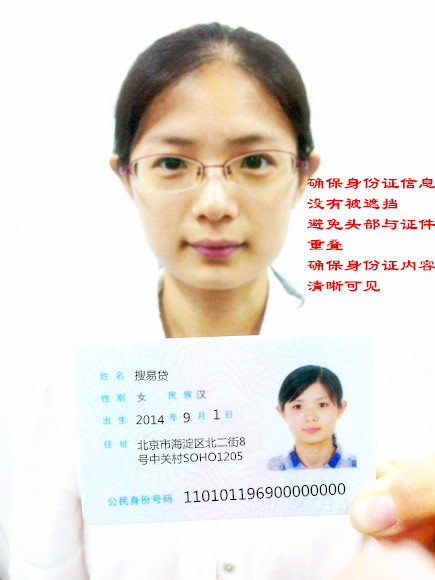 确保身份证信息
没有被遮挡
避免头部与证件
重叠
确保身份证内容
清晰可见
姓名 搜易贷
性别 女 民族 汉
出生 2014 年 9 月 1 日
住址 北京市海淀区北二街8
号中关村SOHO1205
公民身份号码 110101196900000000